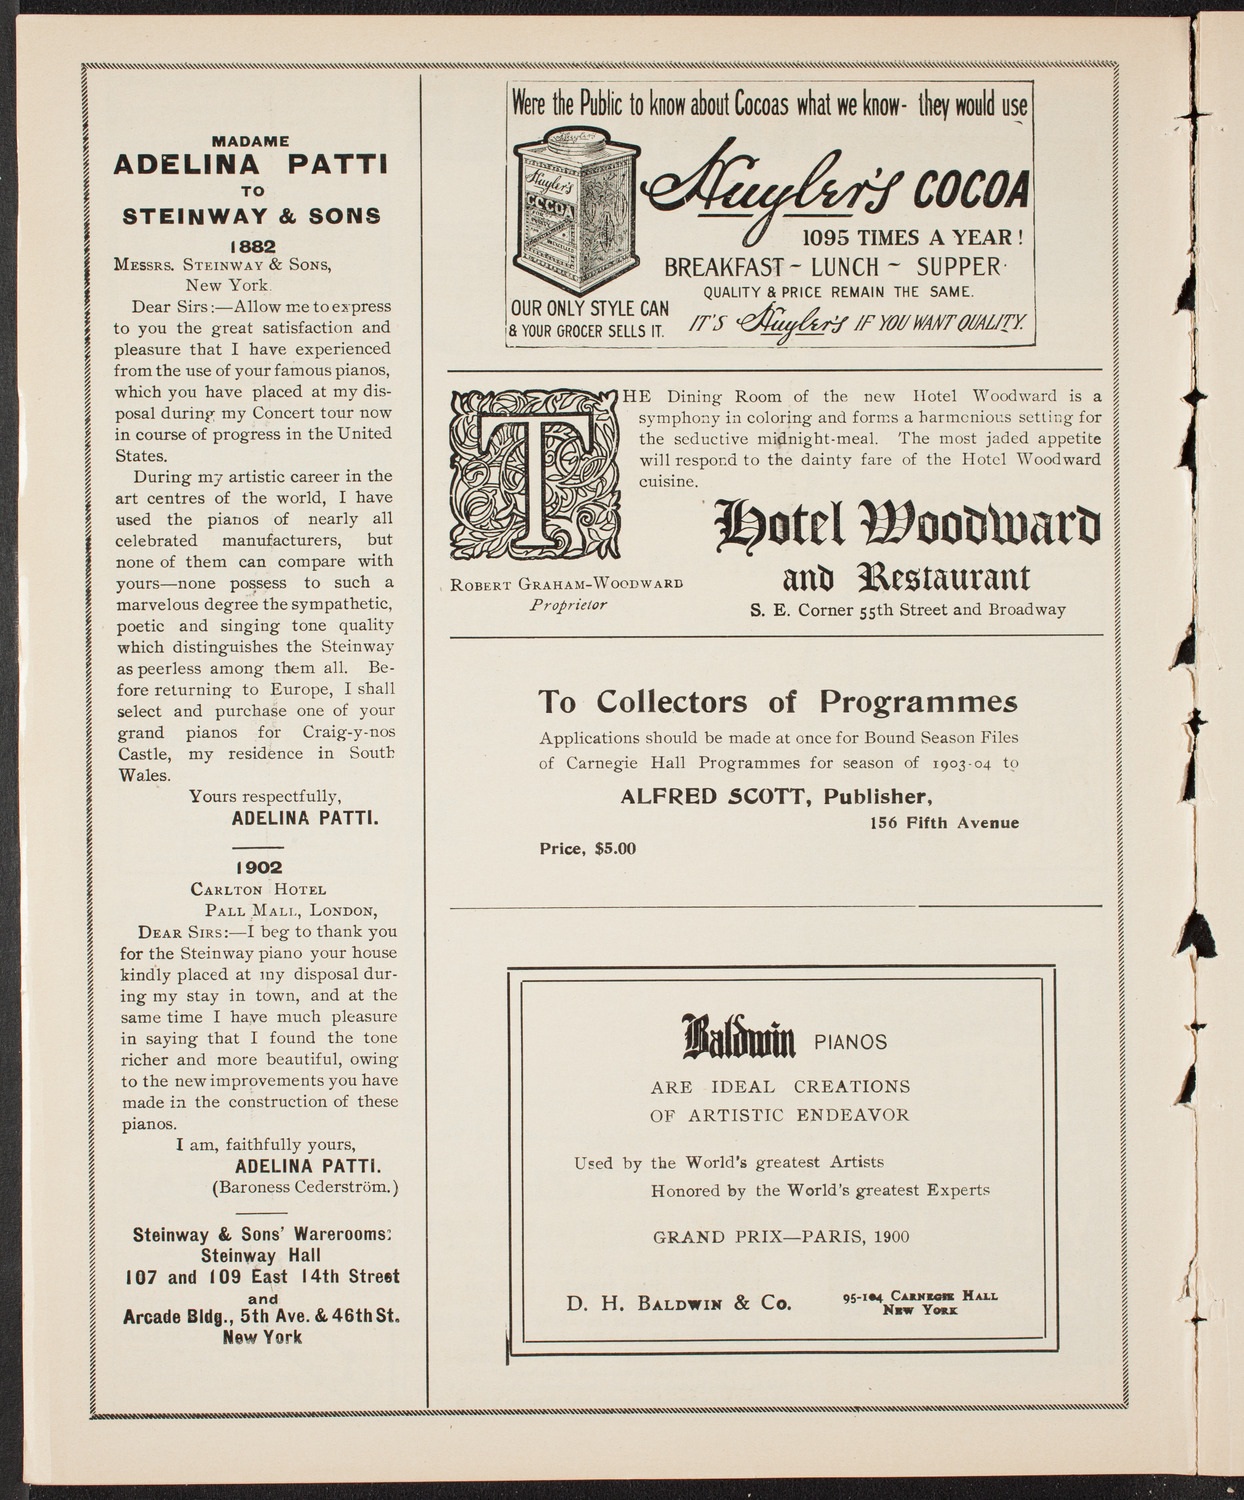 MADAME
ADELINA PATTI
TO
STEINWAY & SONS
1882
MESSRS. STEINWAY & SONS,
New York.
Dear Sirs:—Allow me to express
to you the great satisfaction and
pleasure that I have experienced
from the use of your famous pianos,
which you have placed at my dis-
posal during my Concert tour now
in course of progress in the United
States.
During my artistic career in the
art centres of the world, I have
used the pianos of nearly all
celebrated manufacturers, but
none of them can compare with
yours—none possess to such a
marvelous degree the sympathetic,
poetic and singing tone quality
which distinguishes the Steinway
as peerless among them all. Be-
fore returning to Europe, I shall
select and purchase one of your
grand pianos for Craig-y-nos
Castle, my residence in South
Wales.
Yours respectfully,
ADELINA PATTI.
1902
CARLTON HOTEL
PALL MALL, LONDON,
DEAR SIRS:—I beg to thank you
for the Steinway piano your house
kindly placed at my disposal dur-
ing my stay in town, and at the
same time I have much pleasure
in saying that I found the tone
richer and more beautiful, owing
to the new improvements you have
made in the construction of these
pianos.
I am, faithfully yours,
ADELINA PATTI.
(Baroness Cederström.)
Steinway & Sons' Warerooms:
Steinway Hall
107 and 109 East 14th Street
and
Arcade Bldg., 5th Ave. & 46th St.
New York
Were the Public to know about Cocoas what we know- they would use
Huyler's
COCOA
Huyler's COCOA
1095 TIMES A YEAR!
BREAKFAST ~ LUNCH ~ SUPPER.
QUALITY & PRICE REMAIN THE SAME.
OUR ONLY STYLE CAN
& YOUR GROCER SELLS IT.
IT'S Huyler's IF YOU WANT QUALITY.
THE Dining Room of the new Hotel Woodward is a
symphony in coloring and forms a harmonious setting for
the seductive midnight-meal. The most jaded appetite
will respond to the dainty fare of the Hotel Woodward
cuisine.
Hotel Woodward
and Restaurant
ROBERT GRAHAM-WOODWARD
Proprietor
S. E. Corner 55th Street and Broadway
To Collectors of Programmes
Applications should be made at once for Bound Season Files
of Carnegie Hall Programmes for season of 1903-04 to
ALFRED SCOTT, Publisher,
156 Fifth Avenue
Price, $5.00
Baldwin PIANOS
ARE IDEAL CREATIONS
OF ARTISTIC ENDEAVOR
Used by the World's greatest Artists
Honored by the World's greatest Experts
GRAND PRIX—PARIS, 1900
D. H. BALDWIN & Co.
95-104 CARNEGIE HALL
NEW YORK